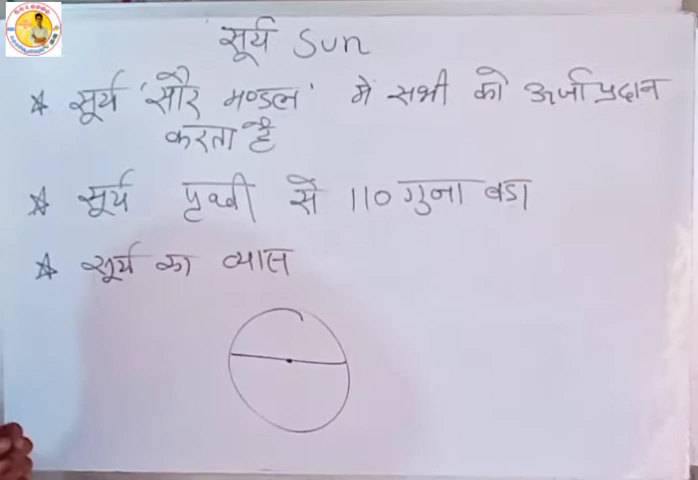 सूर्य Sun
* सूर्य 'सौर मण्डल' में सभी को ऊर्जा प्रदान
करता है
* सूर्य पृथ्वी से 110 गुना बडा
* सूर्य का व्यास